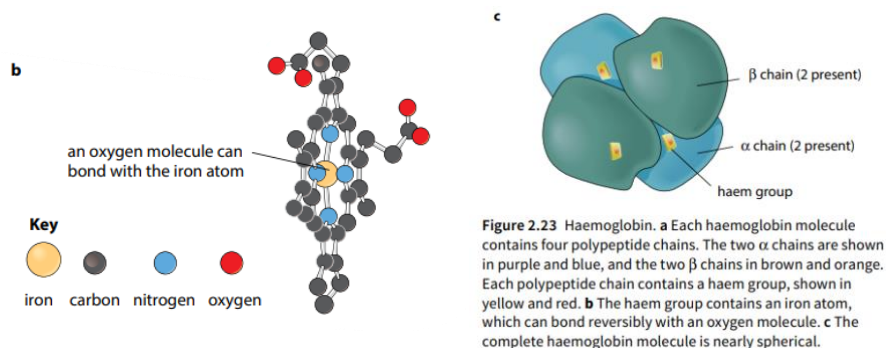 b
an oxygen molecule can
bond with the iron atom
Key
iron carbon nitrogen oxygen
c
β chain (2 present)
α chain (2 present)
haem group
Figure 2.23 Haemoglobin. a Each haemoglobin molecule
contains four polypeptide chains. The two α chains are shown
in purple and blue, and the two β chains in brown and orange.
Each polypeptide chain contains a haem group, shown in
yellow and red. b The haem group contains an iron atom,
which can bond reversibly with an oxygen molecule. c The
complete haemoglobin molecule is nearly spherical.